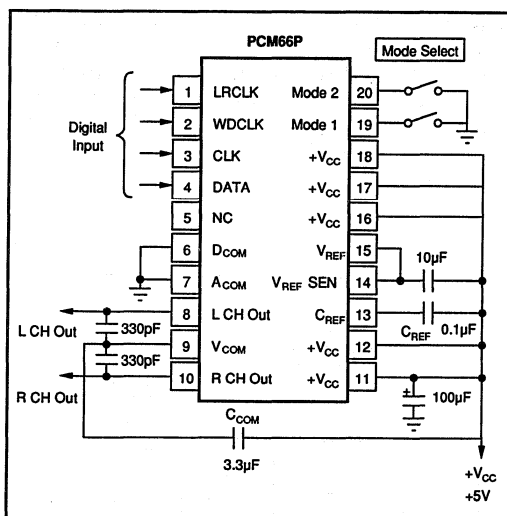 PCM66P
Mode Select
Digital Input
1 LRCLK
2 WDCLK
3 CLK
4 DATA
5 NC
6 DCOM
7 ACOM
8 L CH Out
9 VCOM
10 R CH Out
Mode 2 20
Mode 1 19
+VCC 18
+VCC 17
+VCC 16
VREF 15
VREF SEN 14
CREF 13
+VCC 12
+VCC 11
10µF
CREF 0.1µF
+
100µF
L CH Out
330pF
330pF
R CH Out
CCOM
3.3µF
+VCC
+5V